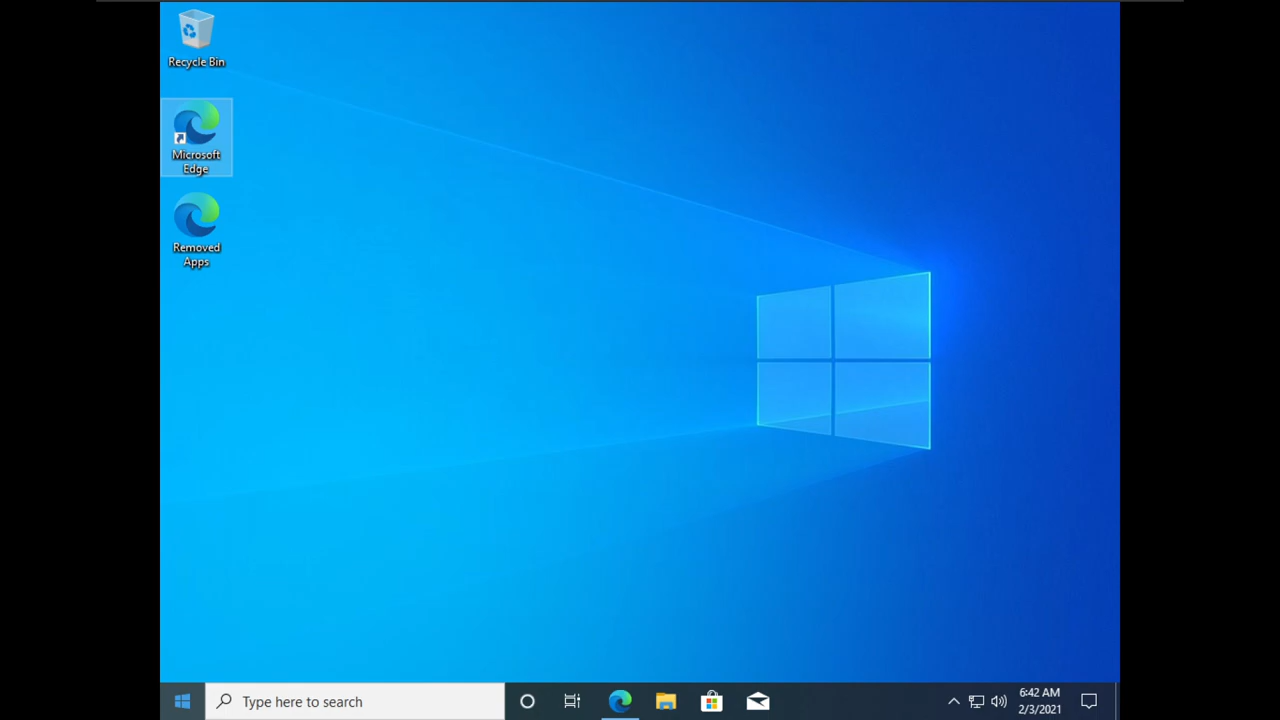 Recycle Bin
Microsoft
Edge
Removed
Apps
Type here to search
6:42 AM
2/3/2021